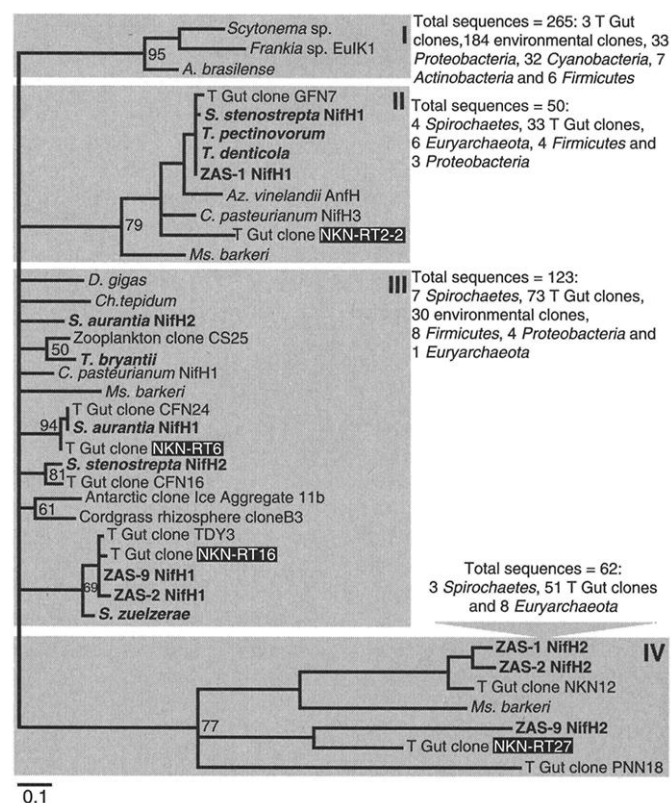 Scytonema sp.
Frankia sp. EuIK1
I
95
A. brasilense
Total sequences = 265: 3 T Gut
clones,184 environmental clones, 33
Proteobacteria, 32 Cyanobacteria, 7
Actinobacteria and 6 Firmicutes
T Gut clone GFN7
II
S. stenostrepta NifH1
T. pectinovorum
T. denticola
ZAS-1 NifH1
Az. vinelandii AnfH
79
C. pasteurianum NifH3
T Gut clone NKN-RT2-2
Ms. barkeri
Total sequences = 50:
4 Spirochaetes, 33 T Gut clones,
6 Euryarchaeota, 4 Firmicutes and
3 Proteobacteria
D. gigas
III
Ch.tepidum
S. aurantia NifH2
Zooplankton clone CS25
50
T. bryantii
C. pasteurianum NifH1
Ms. barkeri
T Gut clone CFN24
94
S. aurantia NifH1
T Gut clone NKN-RT6
S. stenostrepta NifH2
81
T Gut clone CFN16
Antarctic clone Ice Aggregate 11b
61
Cordgrass rhizosphere cloneB3
T Gut clone TDY3
T Gut clone NKN-RT16
ZAS-9 NifH1
69
ZAS-2 NifH1
S. zuelzerae
Total sequences = 123:
7 Spirochaetes, 73 T Gut clones,
30 environmental clones,
8 Firmicutes, 4 Proteobacteria and
1 Euryarchaeota
Total sequences = 62:
3 Spirochaetes, 51 T Gut clones
and 8 Euryarchaeota
ZAS-1 NifH2
IV
ZAS-2 NifH2
T Gut clone NKN12
Ms. barkeri
77
ZAS-9 NifH2
T Gut clone NKN-RT27
T Gut clone PNN18
0.1